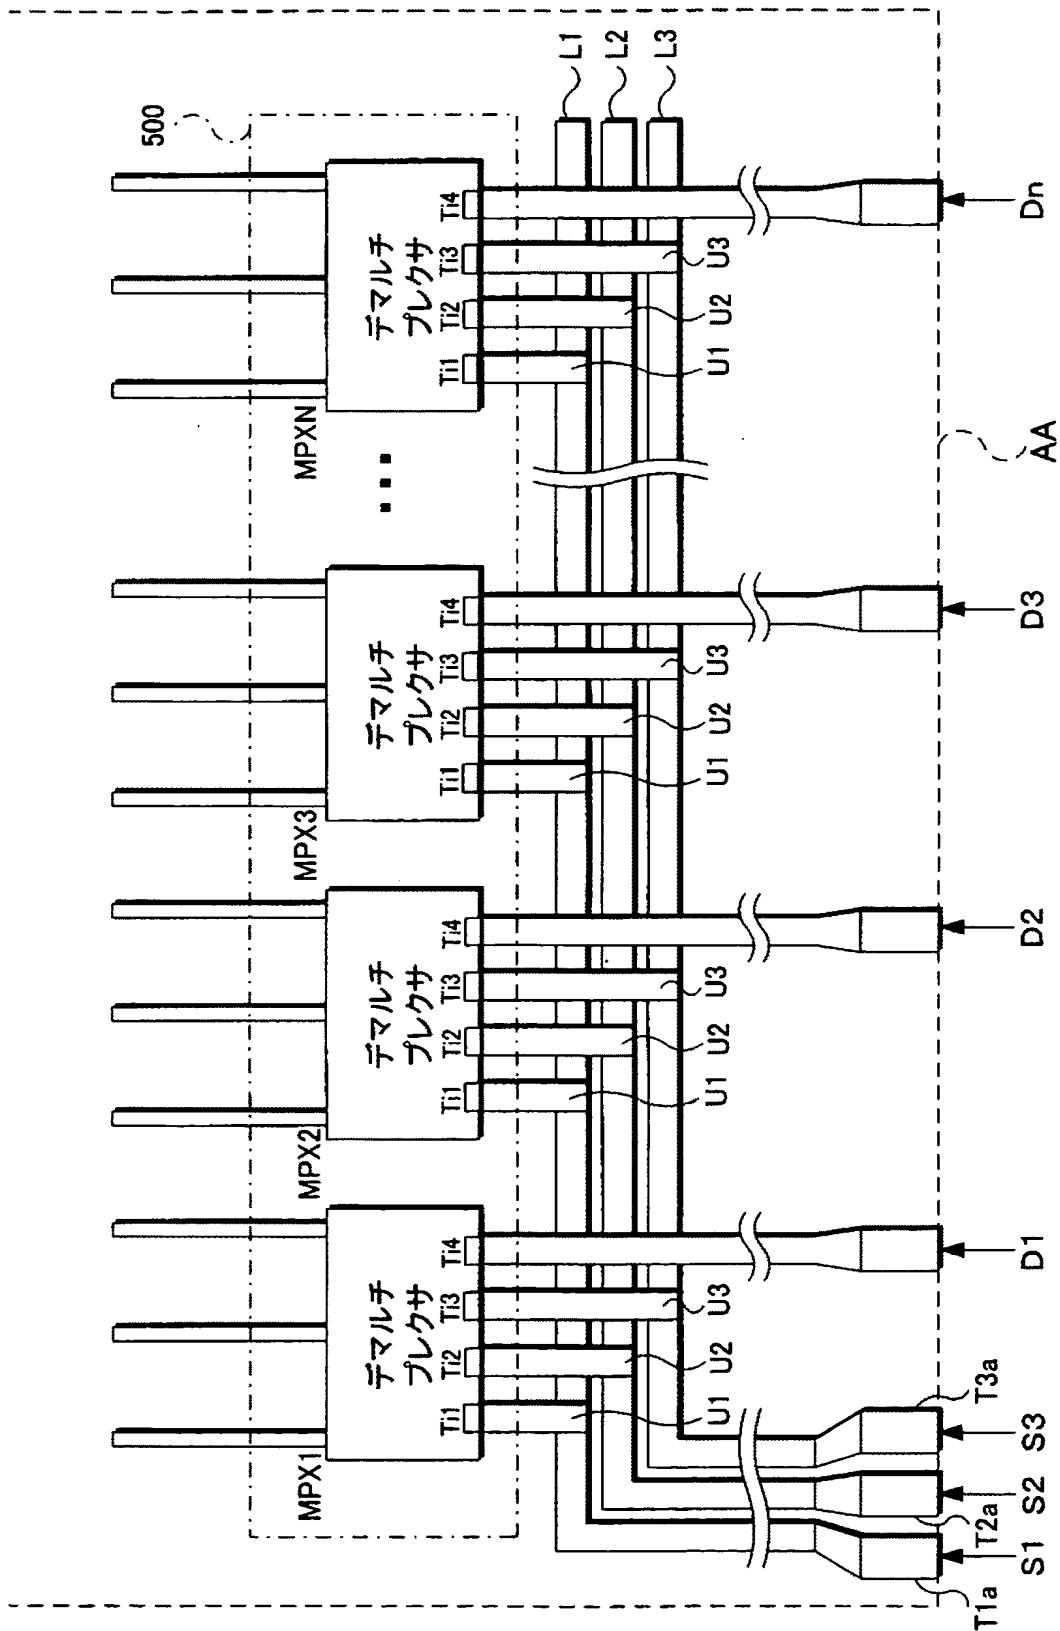 500
MPX1
デマルチ
プレクサ
Ti1
Ti2
Ti3
Ti4
MPX2
デマルチ
プレクサ
Ti1
Ti2
Ti3
Ti4
MPX3
デマルチ
プレクサ
Ti1
Ti2
Ti3
Ti4
MPXN
デマルチ
プレクサ
Ti1
Ti2
Ti3
Ti4
L1
L2
L3
U1
U2
U3
U1
U2
U3
U1
U2
U3
U1
U2
U3
T1a
T2a
T3a
S1
S2
S3
D1
D2
D3
Dn
AA